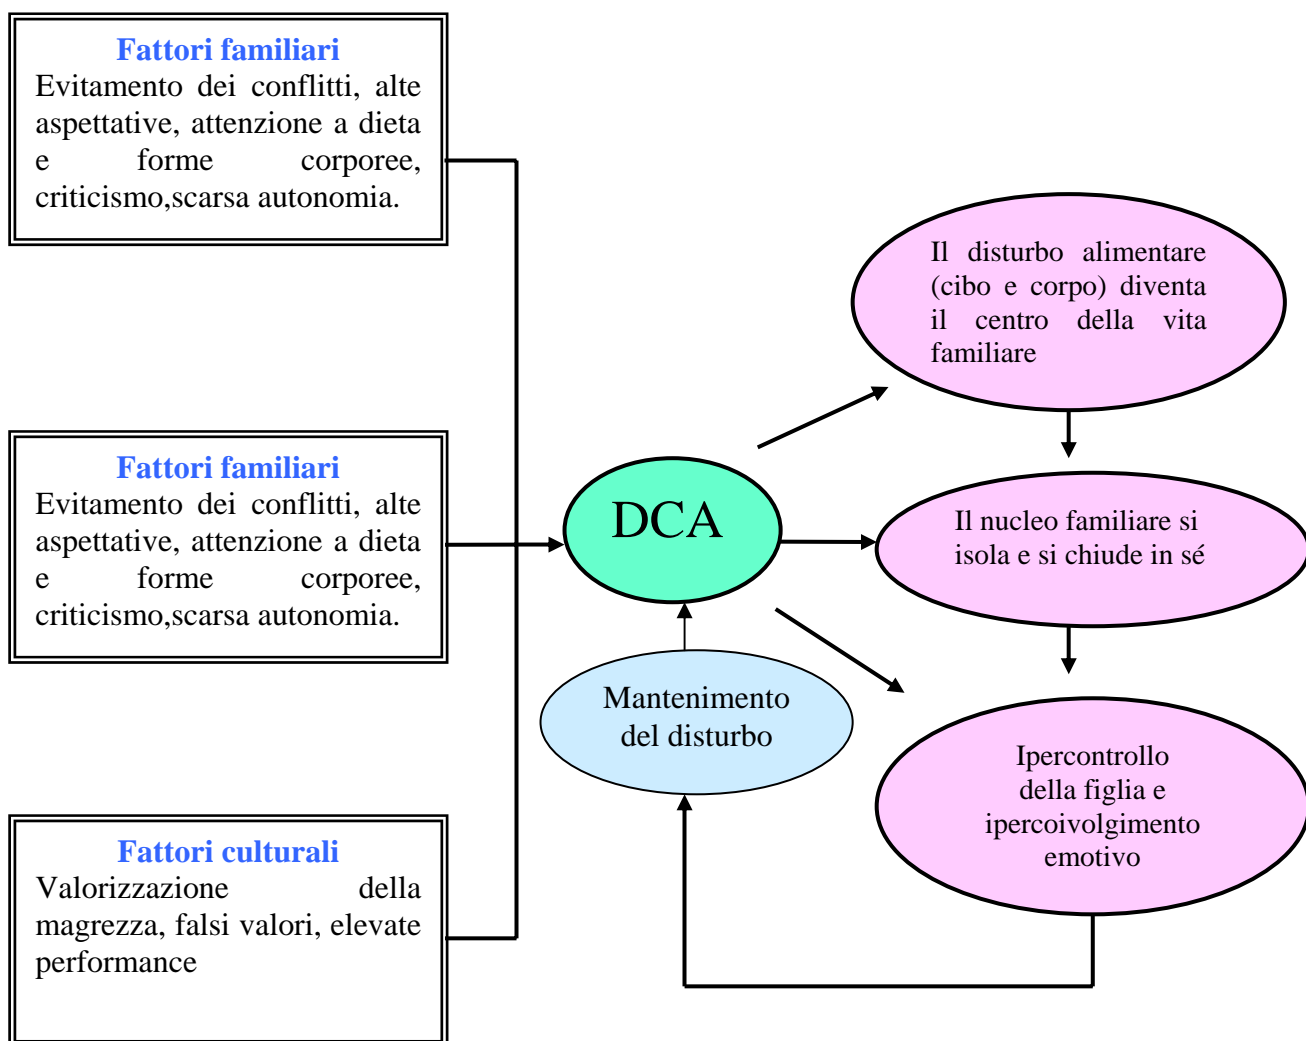 Fattori familiari
Evitamento dei conflitti, alte
aspettative, attenzione a dieta
e forme corporee,
criticismo,scarsa autonomia.
Fattori familiari
Evitamento dei conflitti, alte
aspettative, attenzione a dieta
e forme corporee,
criticismo,scarsa autonomia.
Fattori culturali
Valorizzazione della
magrezza, falsi valori, elevate
performance
DCA
Mantenimento
del disturbo
Il disturbo alimentare
(cibo e corpo) diventa
il centro della vita
familiare
Il nucleo familiare si
isola e si chiude in sé
Ipercontrollo
della figlia e
ipercoivolgimento
emotivo